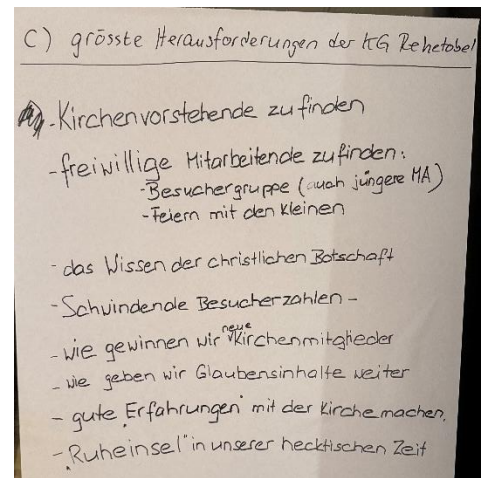 C) grösste Herausforderungen der KG Rehetobel
- Kirchenvorstehende zu finden
- freiwillige Mitarbeitende zu finden:
- Besuchergruppe (auch jüngere MA)
- Feiern mit den Kleinen
- das Wissen der christlichen Botschaft
- Schwindende Besucherzahlen -
- wie gewinnen wir neue Kirchenmitglieder
- wie geben wir Glaubensinhalte weiter
- gute „Erfahrungen" mit der Kirche machen.
- „Ruheinsel" in unserer hecktischen Zeit